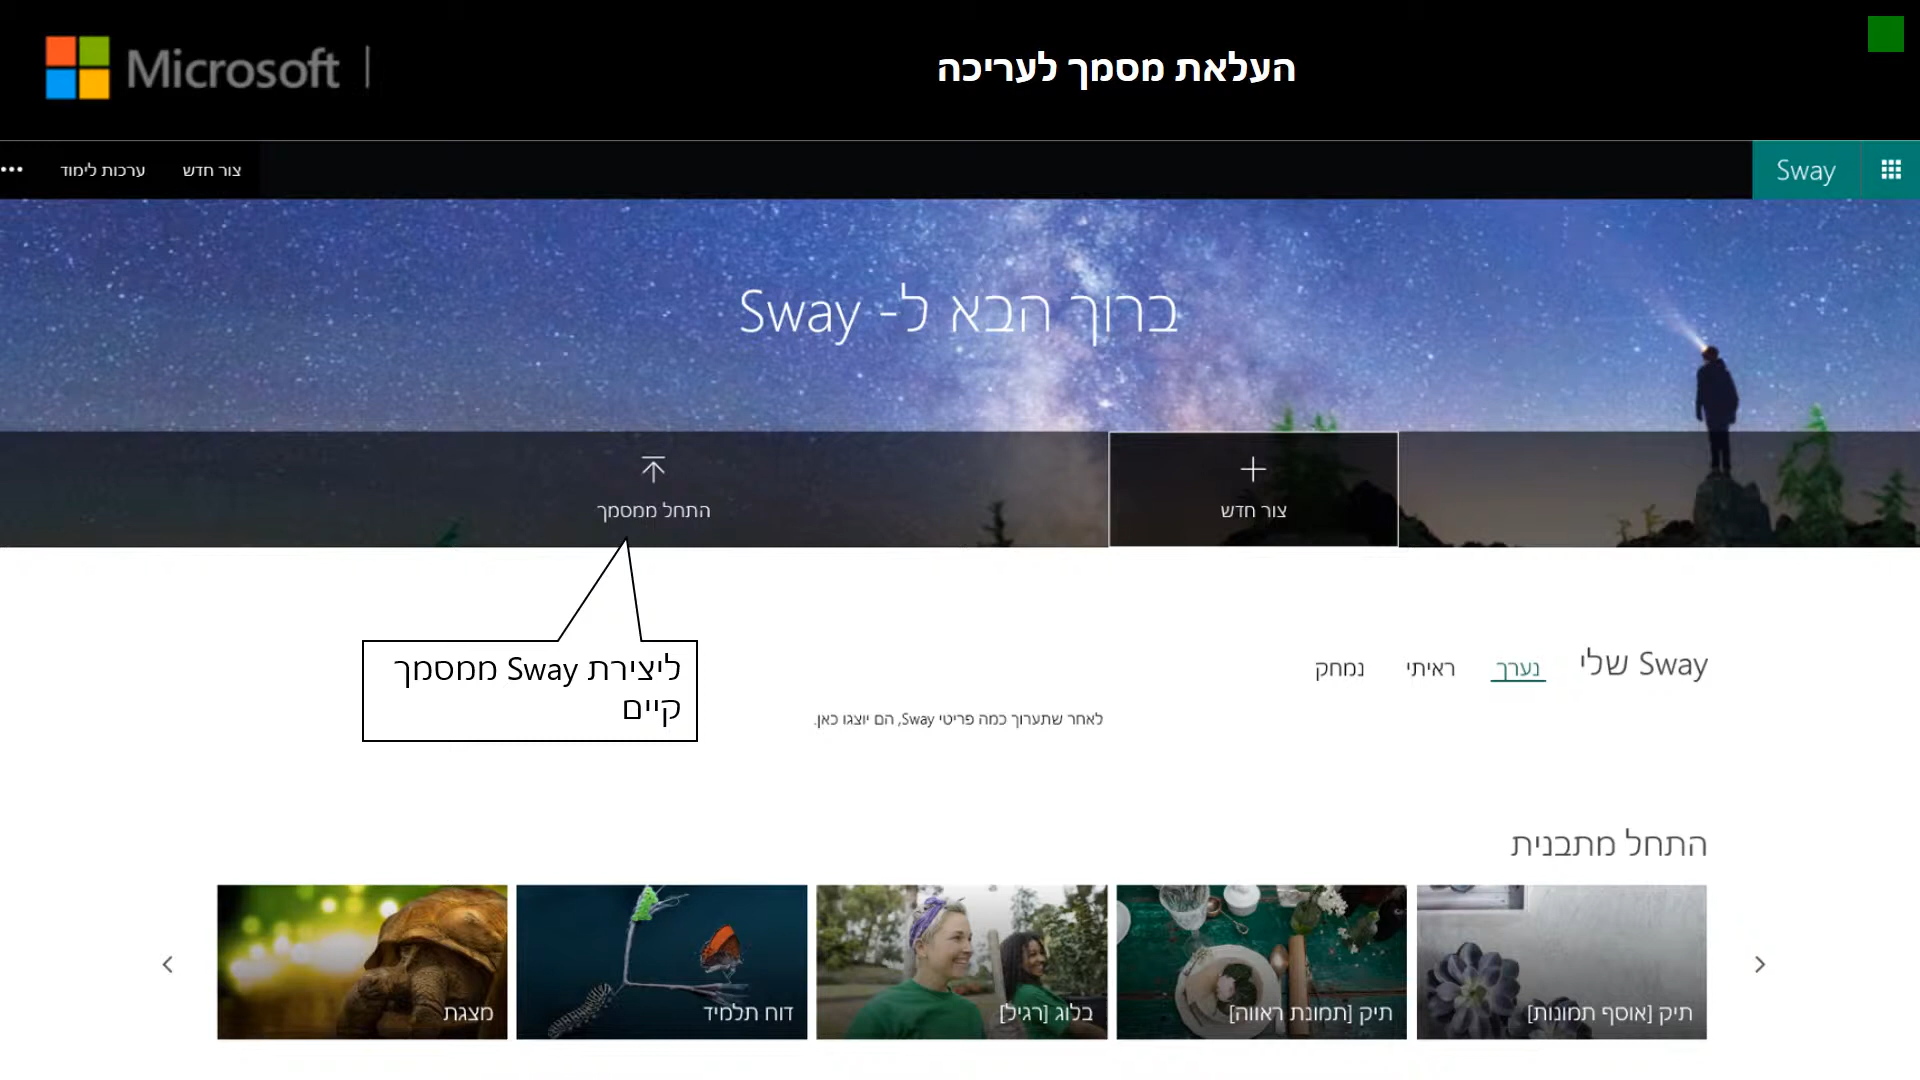 Microsoft
העלאת מסמך לעריכה
Sway
צור חדש
ערכות לימוד
ברוך הבא ל- Sway
צור חדש
התחל ממסמך
ליצירת Sway ממסמך
קיים
Sway שלי
נערך
ראיתי
נמחק
לאחר שתערוך כמה פריטי Sway, הם יוצגו כאן.
התחל מתבנית
תיק [אוסף תמונות]
תיק [תמונת ראווה]
בלוג [רגיל]
דוח תלמיד
מצגת